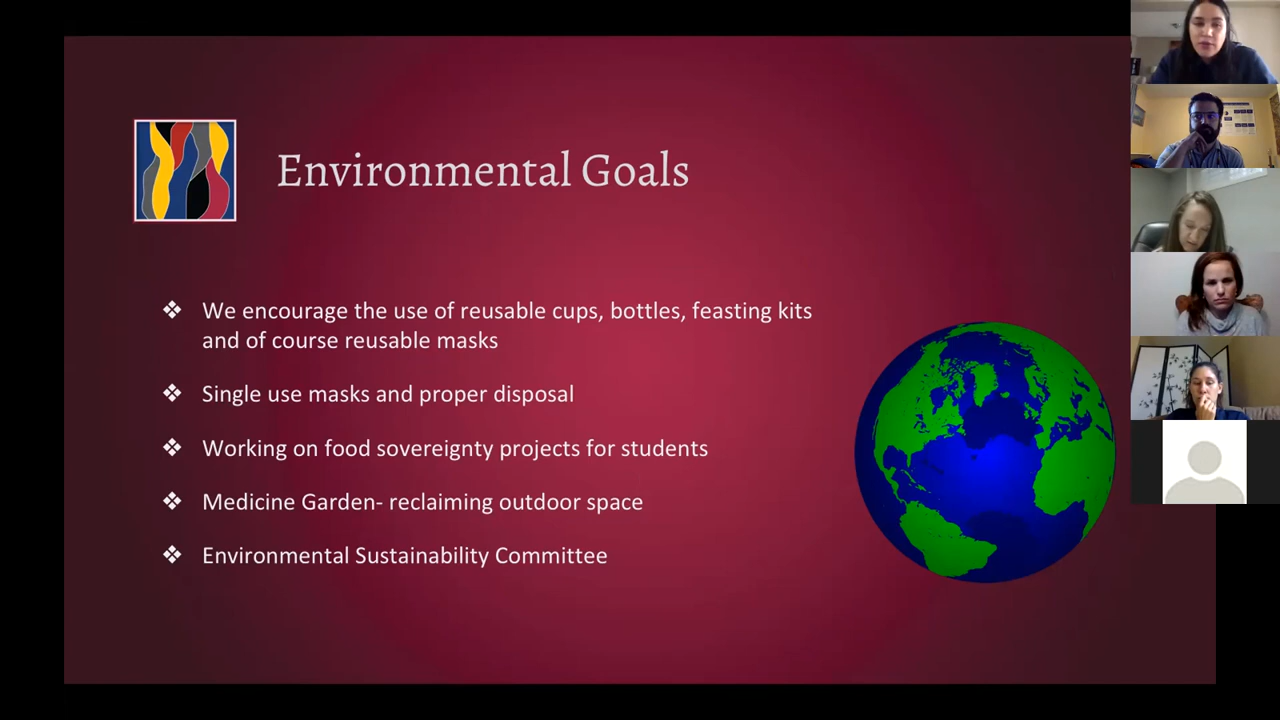 Environmental Goals
❖ We encourage the use of reusable cups, bottles, feasting kits
and of course reusable masks
❖ Single use masks and proper disposal
❖ Working on food sovereignty projects for students
❖ Medicine Garden- reclaiming outdoor space
❖ Environmental Sustainability Committee